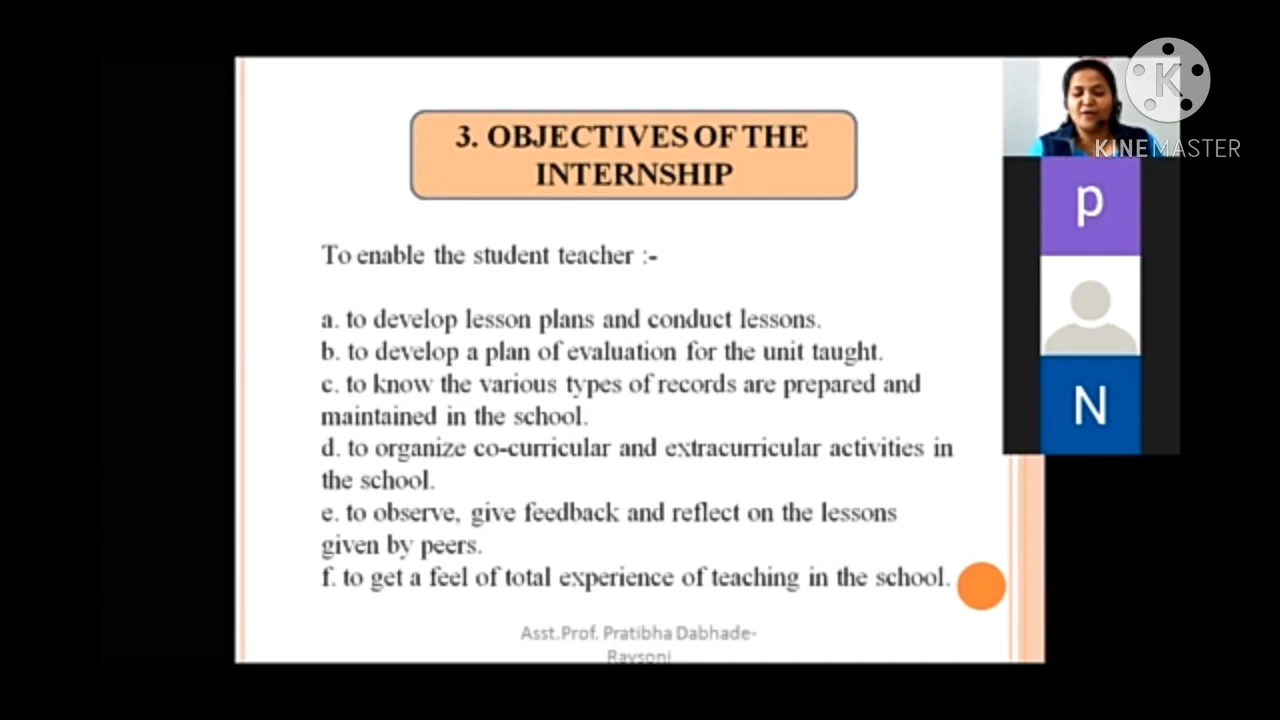 3. OBJECTIVES OF THE
INTERNSHIP
To enable the student teacher :-
a. to develop lesson plans and conduct lessons.
b. to develop a plan of evaluation for the unit taught.
c. to know the various types of records are prepared and
maintained in the school.
d. to organize co-curricular and extracurricular activities in
the school.
e. to observe, give feedback and reflect on the lessons
given by peers.
f. to get a feel of total experience of teaching in the school.
Asst.Prof. Pratibha Dabhade-
Raysoni
K
KINEMASTER
p
N